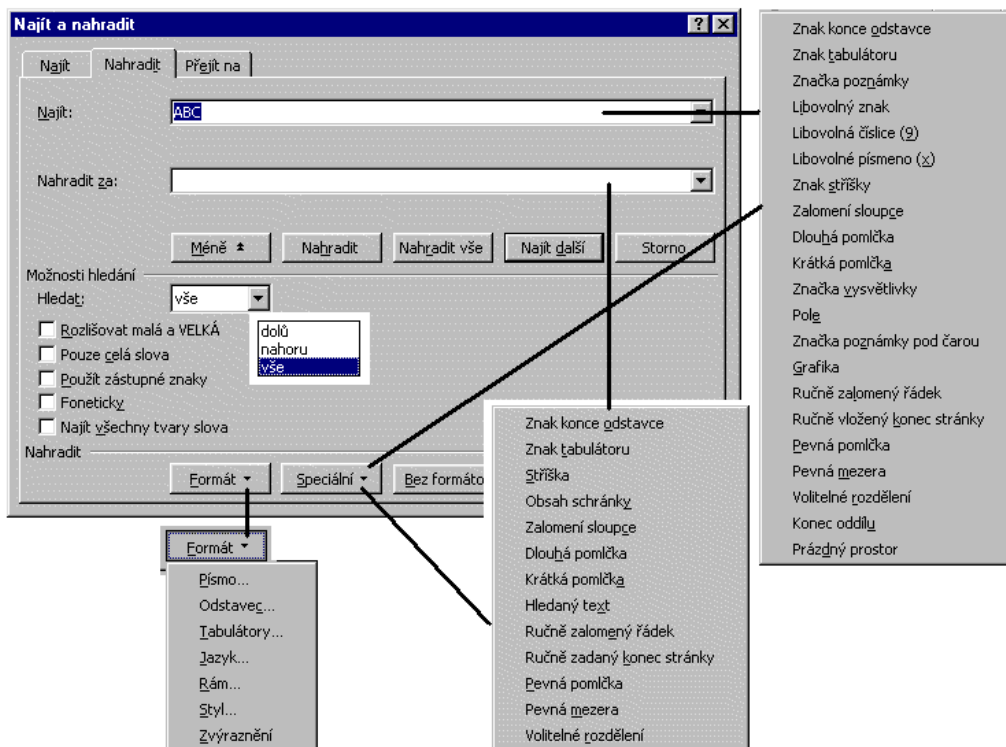 Najít a nahradit
Najít
Nahradit
Přejít na
Najít:
ABC
Nahradit za:
Méně
Nahradit
Nahradit vše
Najít další
Storno
Možnosti hledání
Hledat:
vše
dolů
nahoru
vše
Rozlišovat malá a VELKÁ
Pouze celá slova
Použít zástupné znaky
Foneticky
Najít všechny tvary slova
Nahradit
Formát
Speciální
Bez formáto
Formát
Písmo...
Odstavec...
Tabulátory...
Jazyk...
Rám...
Styl...
Zvýraznění
Znak konce odstavce
Znak tabulátoru
Stříška
Obsah schránky
Zalomení sloupce
Dlouhá pomlčka
Krátká pomlčka
Hledaný text
Ručně zalomený řádek
Ručně zadaný konec stránky
Pevná pomlčka
Pevná mezera
Volitelné rozdělení
Znak konce odstavce
Znak tabulátoru
Značka poznámky
Libovolný znak
Libovolná číslice (9)
Libovolné písmeno (x)
Znak stříšky
Zalomení sloupce
Dlouhá pomlčka
Krátká pomlčka
Značka vysvětlivky
Pole
Značka poznámky pod čarou
Grafika
Ručně zalomený řádek
Ručně vložený konec stránky
Pevná pomlčka
Pevná mezera
Volitelné rozdělení
Konec oddílu
Prázdný prostor